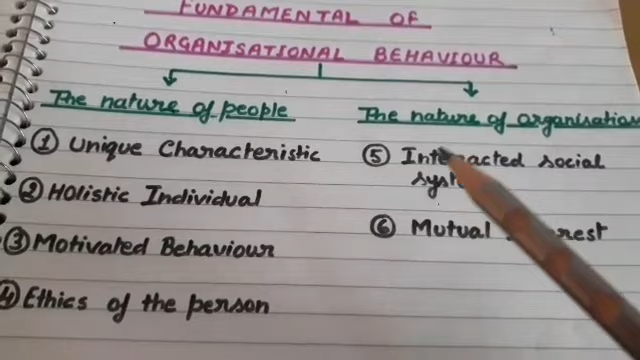 FUNDAMENTAL OF
ORGANISATIONAL BEHAVIOUR
The nature of people
① Unique Characteristic
② Holistic Individual
③ Motivated Behaviour
④ Ethics of the person
The nature of organisation
⑤ Interacted social
⑥ Mutual